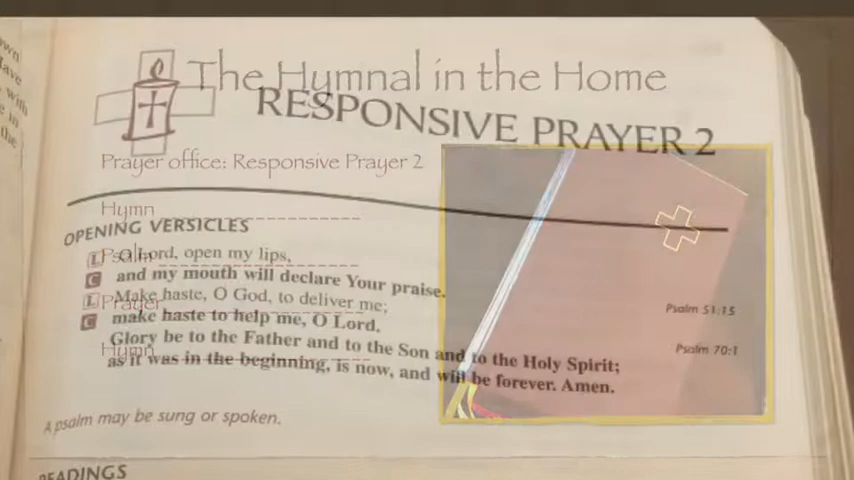 The Hymnal in the Home
RESPONSIVE PRAYER 2
Prayer office: Responsive Prayer 2
Hymn
OPENING VERSICLES
Psalm
L O Lord, open my lips,
C and my mouth will declare Your praise.
L Make haste, O God, to deliver me;
Prayer
Psalm 51:15
C make haste to help me, O Lord.
Glory be to the Father and to the Son and to the Holy Spirit;
Psalm 70:1
Hymn
as it was in the beginning, is now, and will be forever. Amen.
A psalm may be sung or spoken.
READINGS